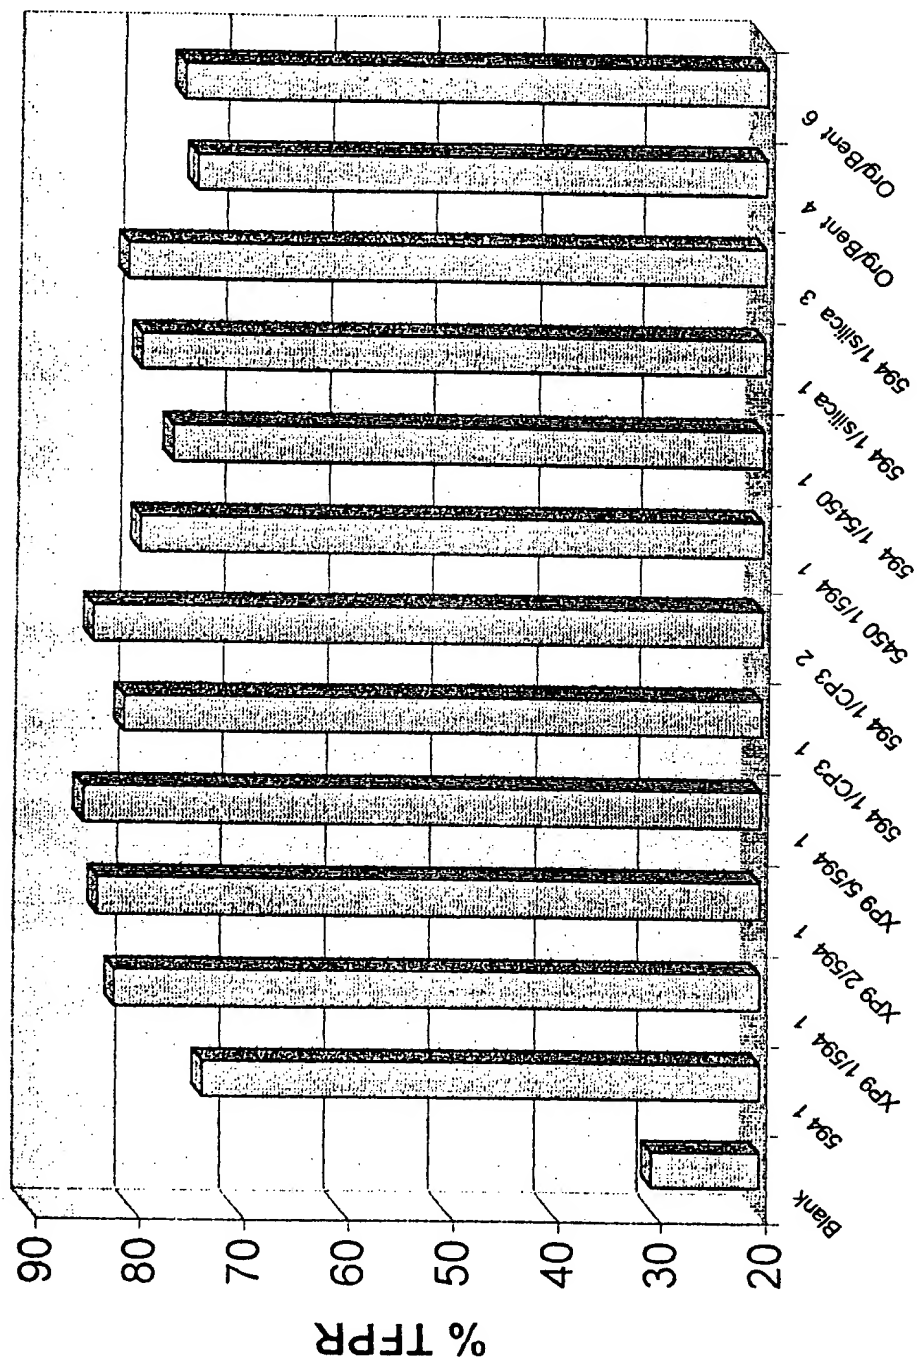 % TFPR
90
80
70
60
50
40
30
20
Blank
594 1
XP9 1/594 1
XP9 2/594 1
XP9 5/594 1
594 1/CP3 1
594 1/CP3 2
5450 1/594 1
594 1/5450 1
594 1/silica 1
594 1/silica 3
Org/Bent 4
Org/Bent 6